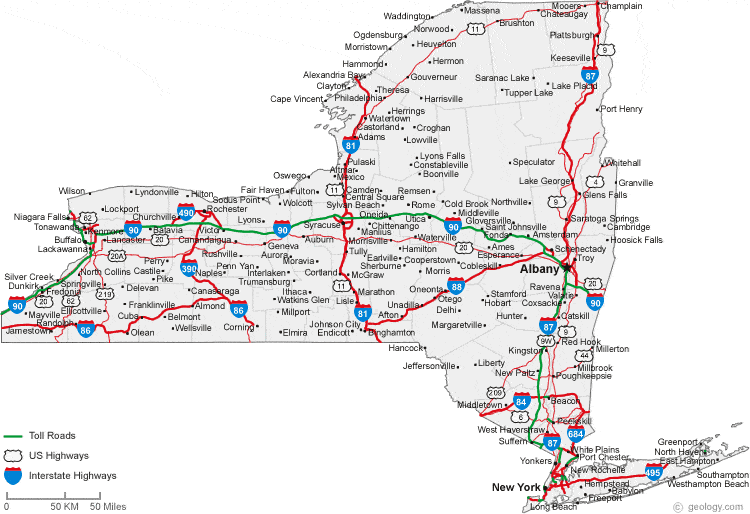 Massena
Mooers
Champlain
Waddington
Chateaugay
Brushton
Norwood
11
Ogdensburg
Plattsburg
Heuvelton
Morristown
9
Keeseville
Hermon
Hammond
Alexandria Bay
Gouverneur
Saranac Lake
87
Clayton
Lake Placid
Theresa
Tupper Lake
Cape Vincent
Philadelphia
Harrisville
Port Henry
Herrings
Watertown
Castorland
Croghan
Adams
Lowville
81
Lyons Falls
Pulaski
Constableville
Speculator
Whitehall
Altmar
Boonville
Oswego
Mexico
Lake George
4
Granville
Wilson
Lyndonville
Hilton
Fair Haven
Fulton
11
Camden
Remsen
Glens Falls
Sodus Point
Central Square
9
Wolcott
Sylvan Beach
Rome
Cold Brook
Northville
Lockport
490
Rochester
Middleville
Niagara Falls
62
Churchville
Lyons
Oneida
Utica
Gloversville
Saratoga Springs
Tonawanda
90
Syracuse
Chittenango
90
Saint Johnsville
Cambridge
Kenmore
Batavia
Victor
90
Manlius
Fonda
Amsterdam
Buffalo
Lancaster
20
Canandaigua
Auburn
Morrisville
Waterville
Hoosick Falls
Lackawanna
Geneva
Hamilton
20
Ames
Schenectady
Tully
Earlville
Esperance
Troy
20A
Perry
Rushville
Aurora
Cooperstown
Moravia
Sherburne
Cobleskill
Albany
390
Penn Yan
Silver Creek
North Collins
Castile
Naples
Interlaken
Cortland
McGraw
Morris
Dunkirk
Springville
Pike
Trumansburg
88
20
Fredonia
219
Delevan
Canaseraga
Ithaca
Marathon
Oneonta
Ravena
90
20
62
Watkins Glen
11
Lisle
Otego
Stamford
Valatie
90
Ellicottville
Franklinville
Almond
Unadilla
Hobart
Coxsackie
Mayville
Cuba
Belmont
86
Millport
81
Afton
Delhi
Hunter
Catskill
Randolph
86
Wellsville
Corning
Johnson City
Margaretville
87
Jamestown
Olean
Elmira
Endicott
Binghamton
9
9W
Red Hook
Hancock
Kingston
Millerton
44
Liberty
Millbrook
Jeffersonville
New Paltz
Poughkeepsie
209
84
Beacon
Middletown
6
Peekskill
West Haverstraw
684
Toll Roads
Suffern
87
Greenport
White Plains
North Haven
US Highways
Port Chester
East Hampton
Yonkers
New Rochelle
495
Southampton
Interstate Highways
Hempstead
Westhampton Beach
New York
Babylon
Freeport
0 50 KM 50 Miles
Long Beach
© geology.com